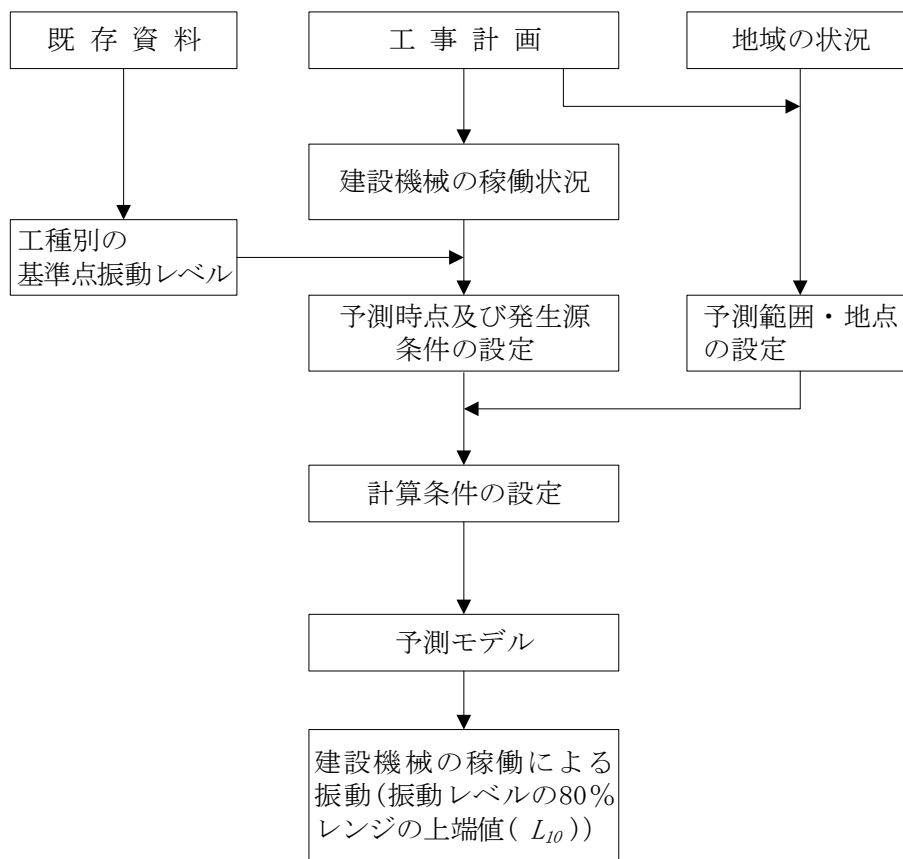 既 存 資 料
工 事 計 画
地域の状況
建設機械の稼働状況
工種別の
基準点振動レベル
予測時点及び発生源
条件の設定
予測範囲・地点
の設定
計算条件の設定
予測モデル
建設機械の稼働による
振動(振動レベルの80%
レンジの上端値( L10))